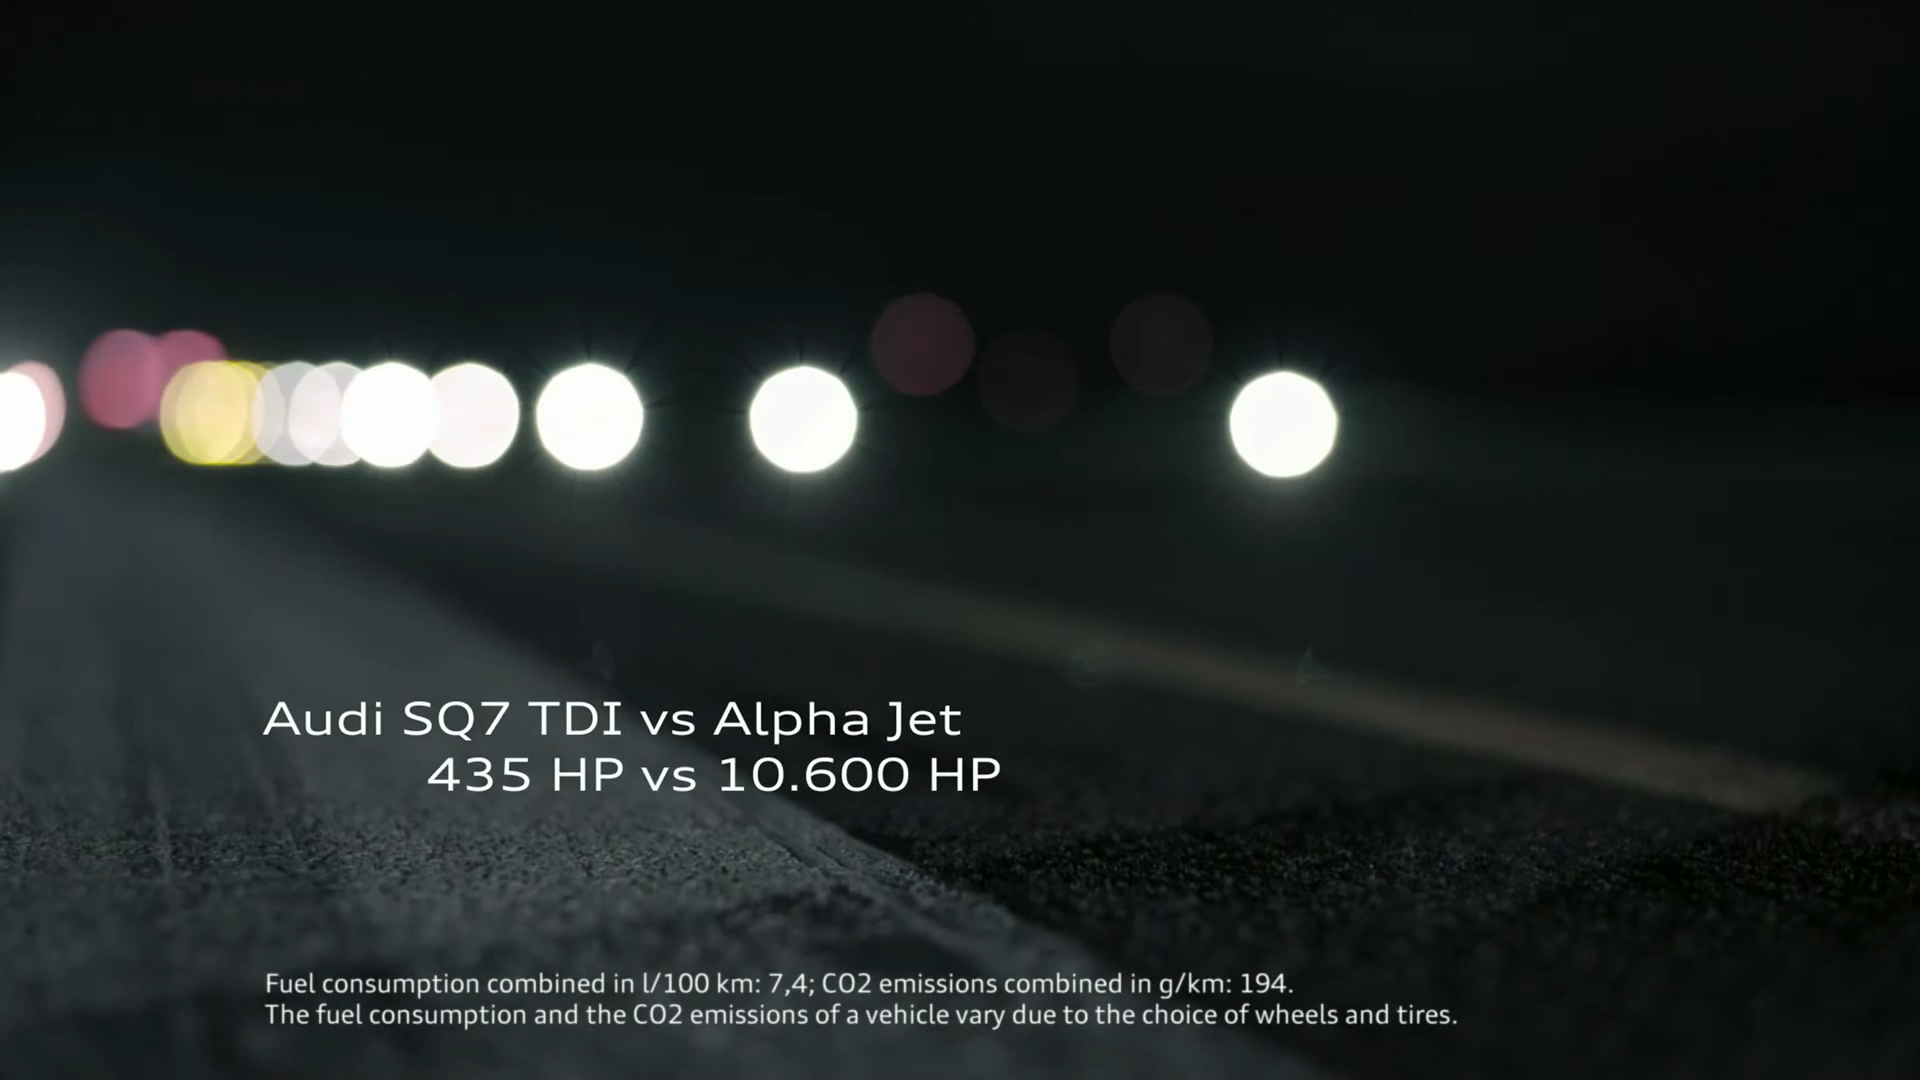 Audi SQ7 TDI vs Alpha Jet
435 HP vs 10.600 HP
Fuel consumption combined in l/100 km: 7,4; CO2 emissions combined in g/km: 194.
The fuel consumption and the CO2 emissions of a vehicle vary due to the choice of wheels and tires.